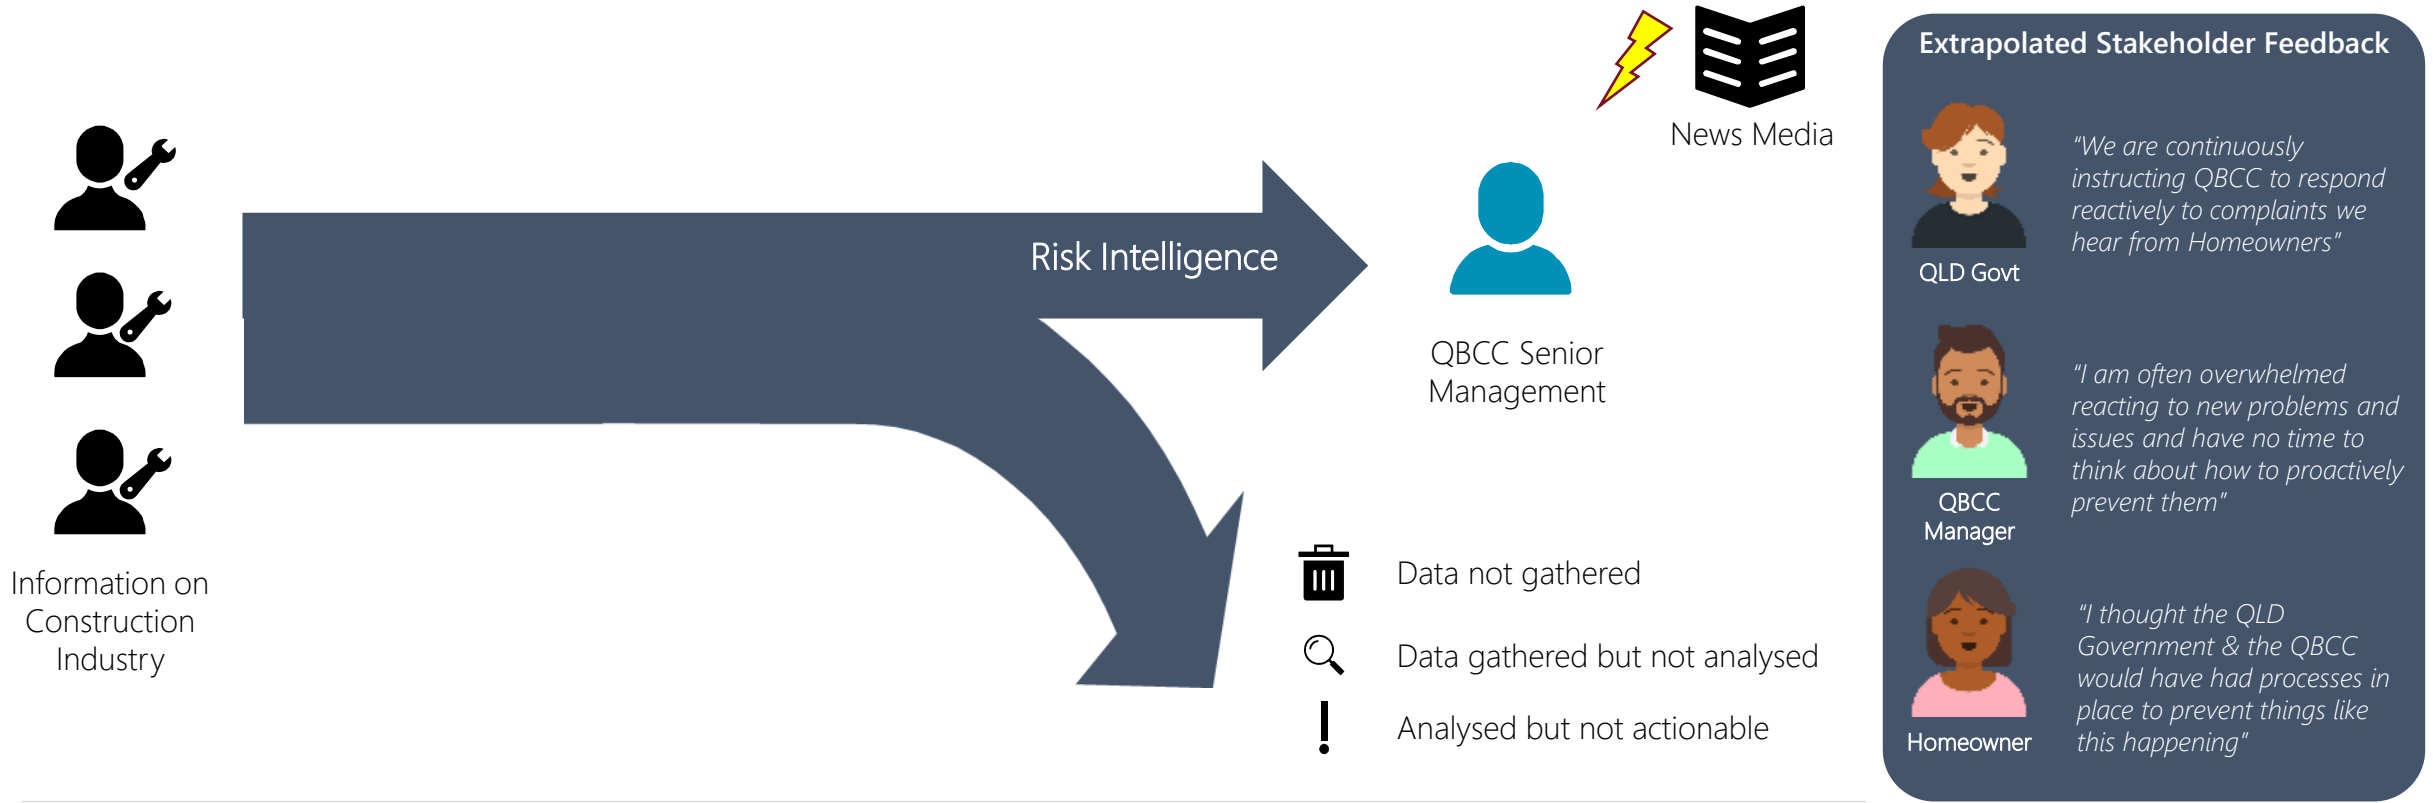 News Media
Risk Intelligence
QBCC Senior
Management
Information on
Construction
Industry
Data not gathered
Data gathered but not analysed
Analysed but not actionable
Extrapolated Stakeholder Feedback
"We are continuously
instructing QBCC to respond
reactively to complaints we
hear from Homeowners"
QLD Govt
"I am often overwhelmed
reacting to new problems and
issues and have no time to
think about how to proactively
prevent them"
QBCC
Manager
"I thought the QLD
Government & the QBCC
would have had processes in
place to prevent things like
this happening"
Homeowner